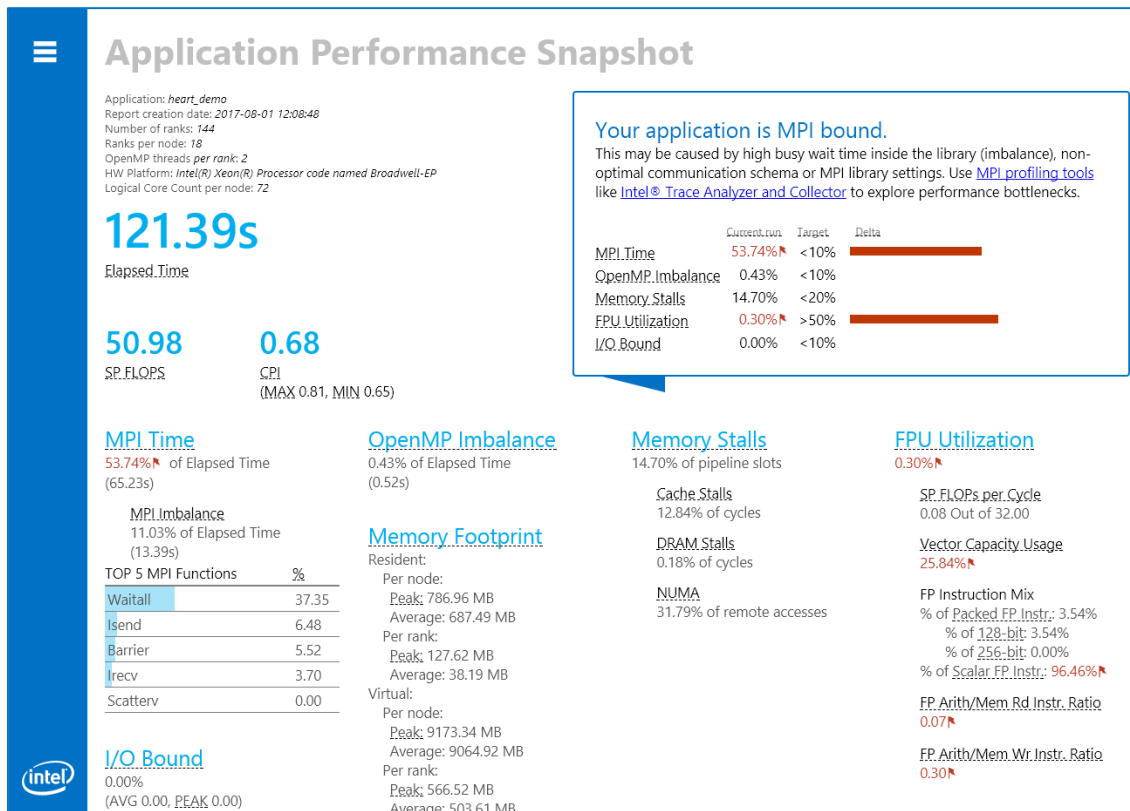 Application Performance Snapshot
Application: heart_demo
Report creation date: 2017-08-01 12:08:48
Number of ranks: 144
Ranks per node: 18
OpenMP threads per rank: 2
HW Platform: Intel(R) Xeon(R) Processor code named Broadwell-EP
Logical Core Count per node: 72
121.39s
Elapsed Time
50.98
SP FLOPS
0.68
CPI
(MAX 0.81, MIN 0.65)
Your application is MPI bound.
This may be caused by high busy wait time inside the library (imbalance), non-
optimal communication schema or MPI library settings. Use MPI profiling tools
like Intel® Trace Analyzer and Collector to explore performance bottlenecks.
Current run Target Delta
MPI Time 53.74% <10%
OpenMP Imbalance 0.43% <10%
Memory Stalls 14.70% <20%
FPU Utilization 0.30% >50%
I/O Bound 0.00% <10%
MPI Time
53.74% of Elapsed Time
(65.23s)
MPI Imbalance
11.03% of Elapsed Time
(13.39s)
TOP 5 MPI Functions %
Waitall 37.35
Isend 6.48
Barrier 5.52
Irecv 3.70
Scatterv 0.00
I/O Bound
0.00%
(AVG 0.00, PEAK 0.00)
OpenMP Imbalance
0.43% of Elapsed Time
(0.52s)
Memory Footprint
Resident:
Per node:
Peak: 786.96 MB
Average: 687.49 MB
Per rank:
Peak: 127.62 MB
Average: 38.19 MB
Virtual:
Per node:
Peak: 9173.34 MB
Average: 9064.92 MB
Per rank:
Peak: 566.52 MB
Average: 503.61 MB
Memory Stalls
14.70% of pipeline slots
Cache Stalls
12.84% of cycles
DRAM Stalls
0.18% of cycles
NUMA
31.79% of remote accesses
FPU Utilization
0.30%
SP FLOPs per Cycle
0.08 Out of 32.00
Vector Capacity Usage
25.84%
FP Instruction Mix
% of Packed FP Instr.: 3.54%
% of 128-bit: 3.54%
% of 256-bit: 0.00%
% of Scalar FP Instr.: 96.46%
FP Arith/Mem Rd Instr. Ratio
0.07
FP Arith/Mem Wr Instr. Ratio
0.30
intel